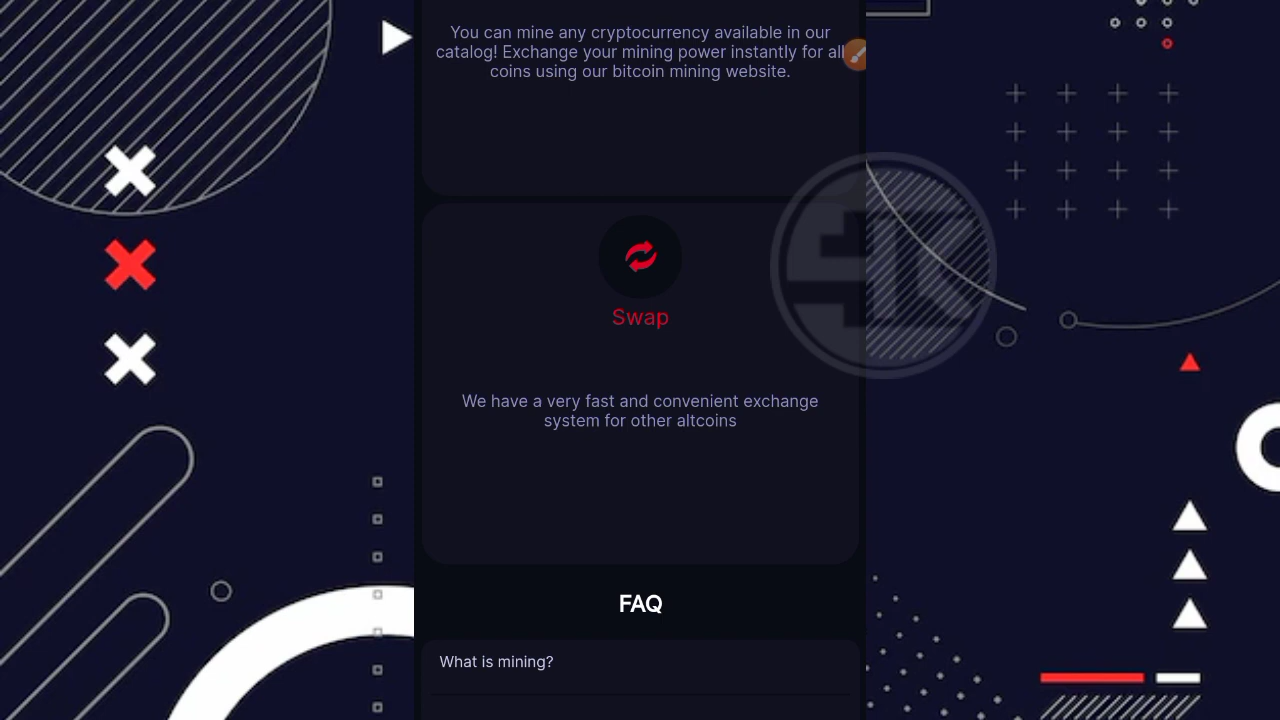 You can mine any cryptocurrency available in our
catalog! Exchange your mining power instantly for all
coins using our bitcoin mining website.
Swap
We have a very fast and convenient exchange
system for other altcoins
FAQ
What is mining?